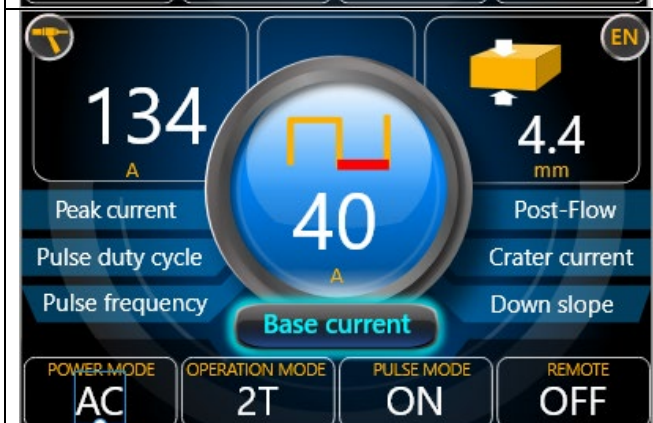 EN
134
A
4.4
mm
40
A
Peak current
Pulse duty cycle
Pulse frequency
Post-Flow
Crater current
Down slope
Base current
POWER MODE
AC
OPERATION MODE
2T
PULSE MODE
ON
REMOTE
OFF